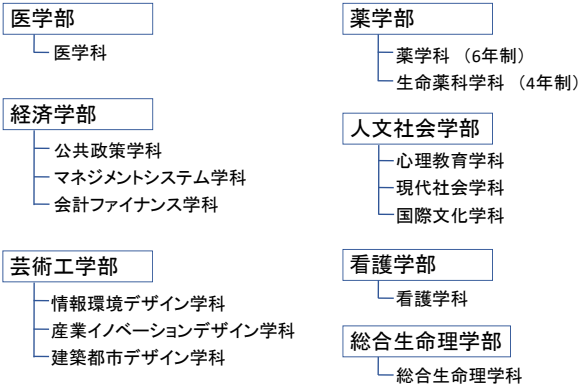 医学部
医学科
経済学部
公共政策学科
マネジメントシステム学科
会計ファイナンス学科
芸術工学部
情報環境デザイン学科
産業イノベーションデザイン学科
建築都市デザイン学科
薬学部
薬学科 (6年制)
生命薬科学科 (4年制)
人文社会学部
心理教育学科
現代社会学科
国際文化学科
看護学部
看護学科
総合生命理学部
総合生命理学科